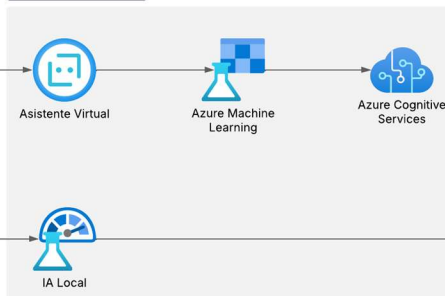 Asistente Virtual
Azure Machine
Learning
Azure Cognitive
Services
IA Local